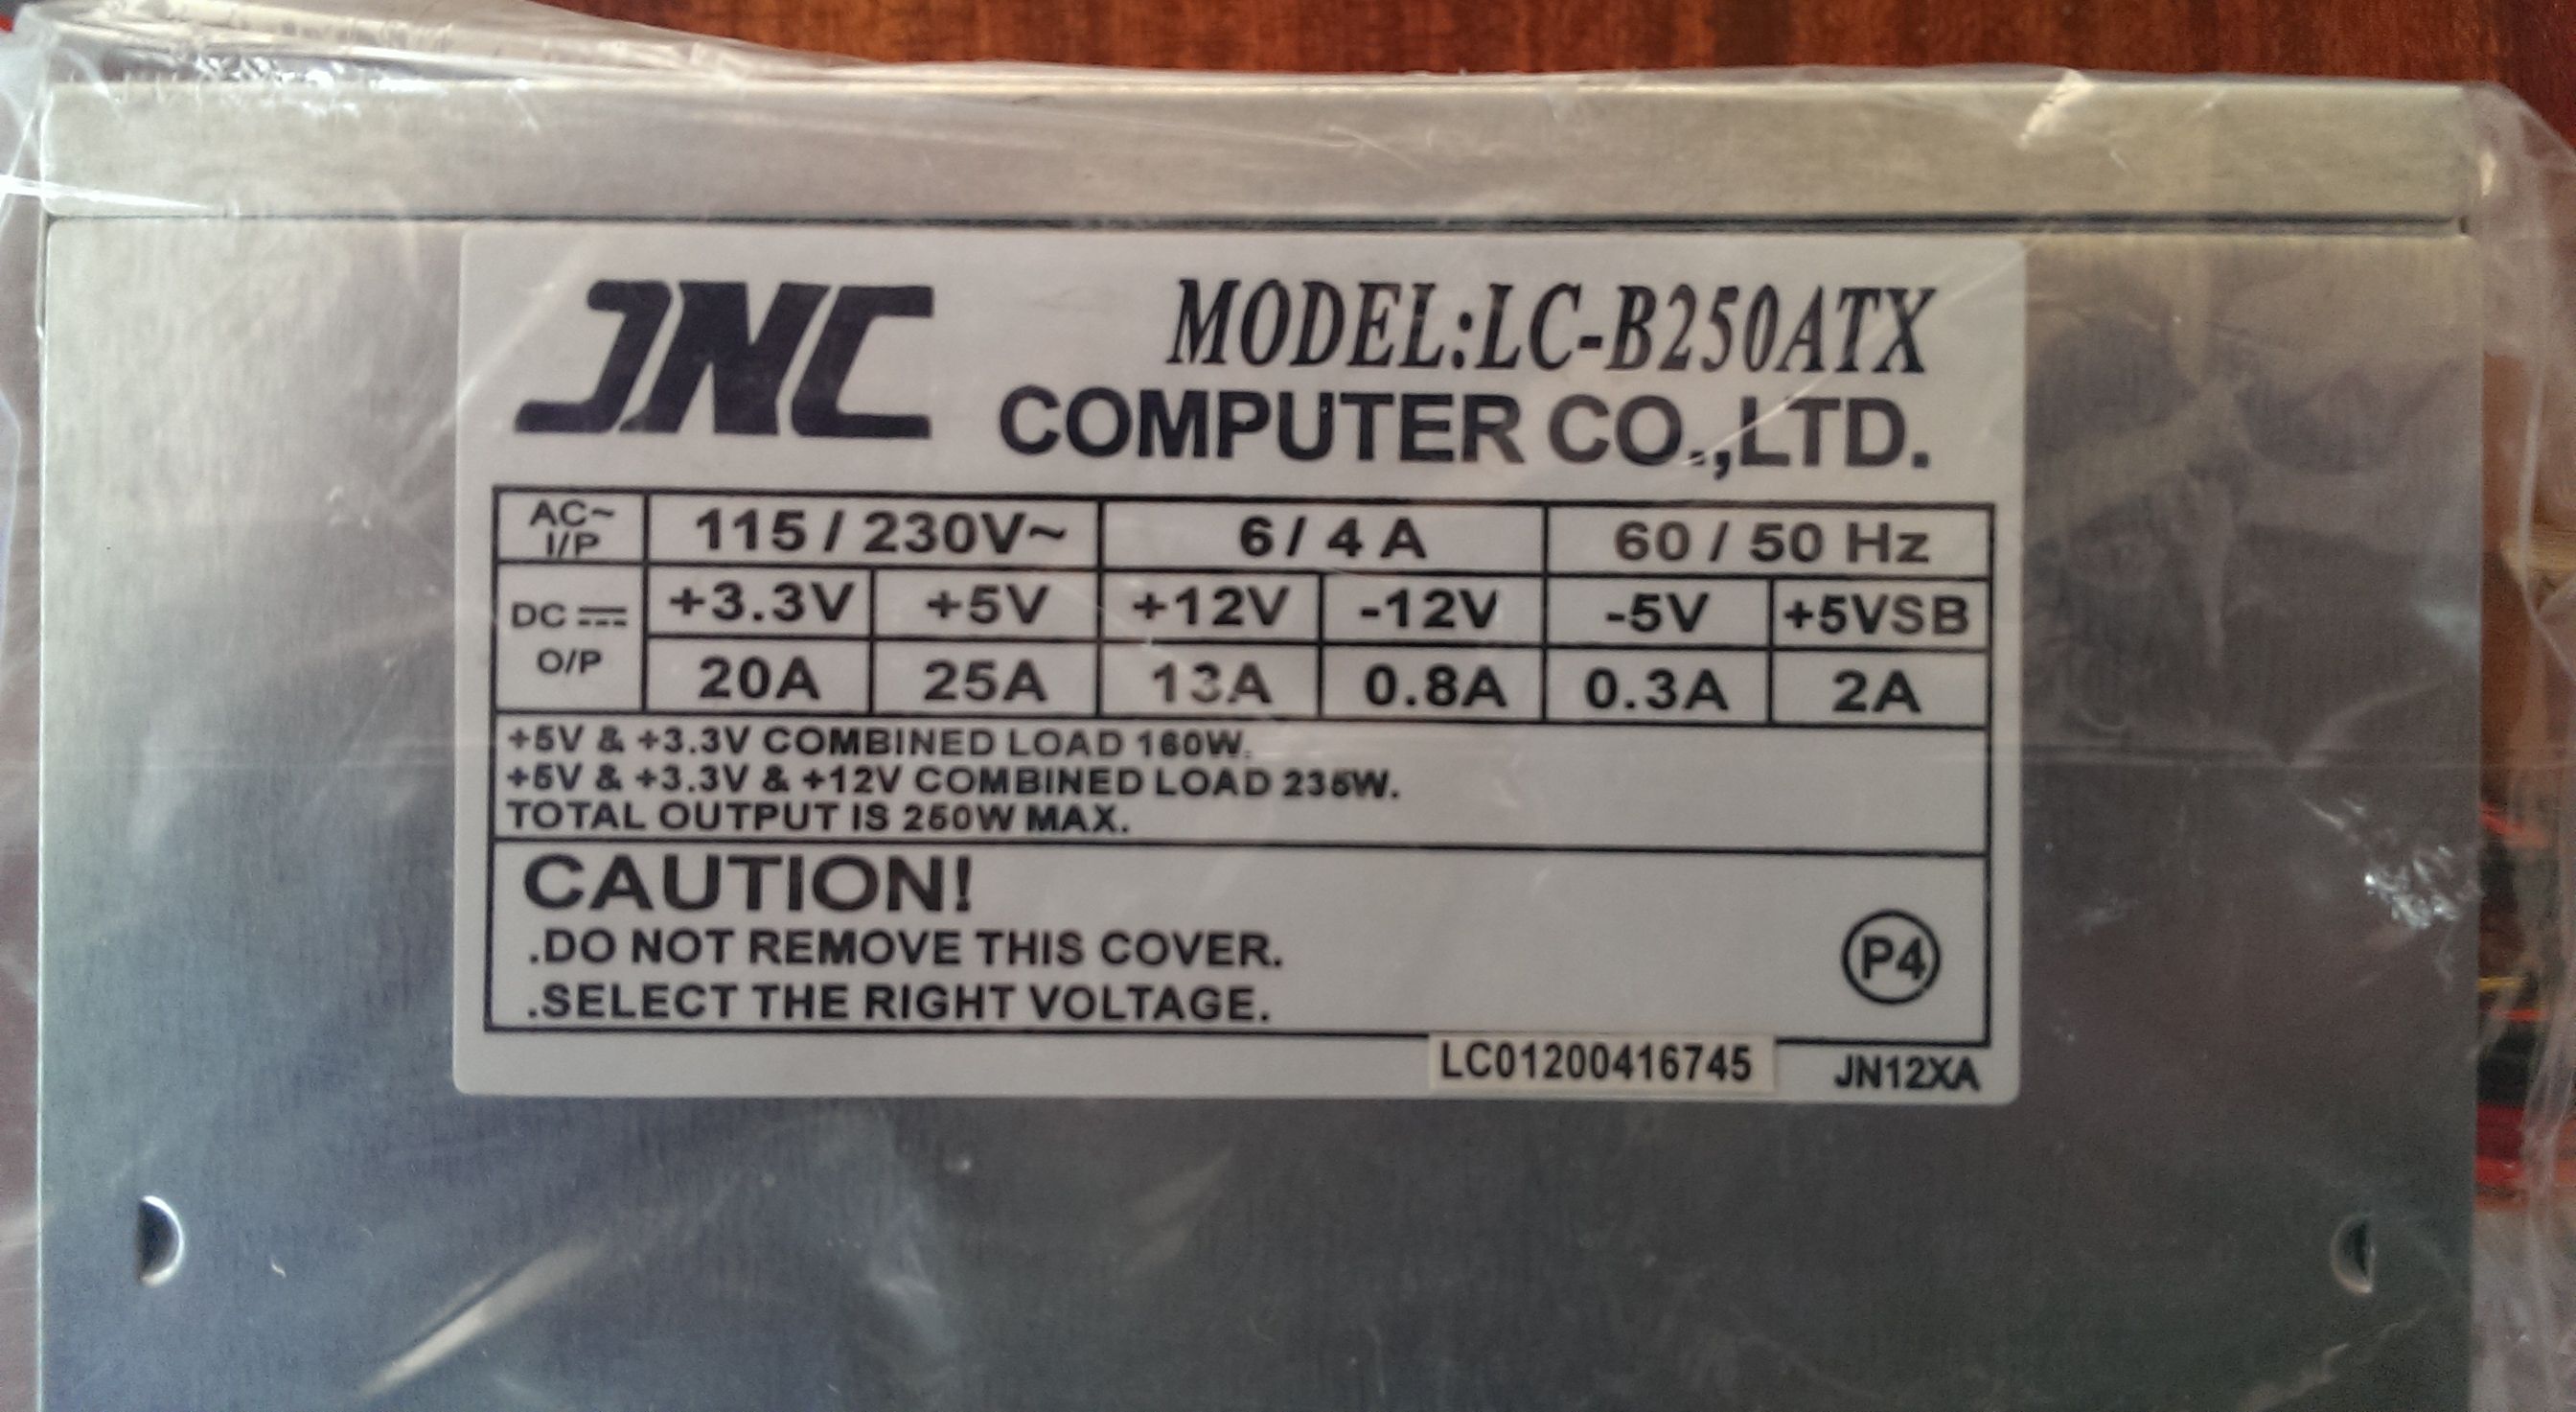 JNC
MODEL:LC-B250ATX
COMPUTER CO.,LTD.
AC~ I/P 115 / 230V~ 6 / 4 A 60 / 50 Hz
DC O/P +3.3V +5V +12V -12V -5V +5VSB
20A 25A 13A 0.8A 0.3A 2A
+5V & +3.3V COMBINED LOAD 160W.
+5V & +3.3V & +12V COMBINED LOAD 235W.
TOTAL OUTPUT IS 250W MAX.
CAUTION!
.DO NOT REMOVE THIS COVER.
.SELECT THE RIGHT VOLTAGE.
P4
LC01200416745
JN12XA